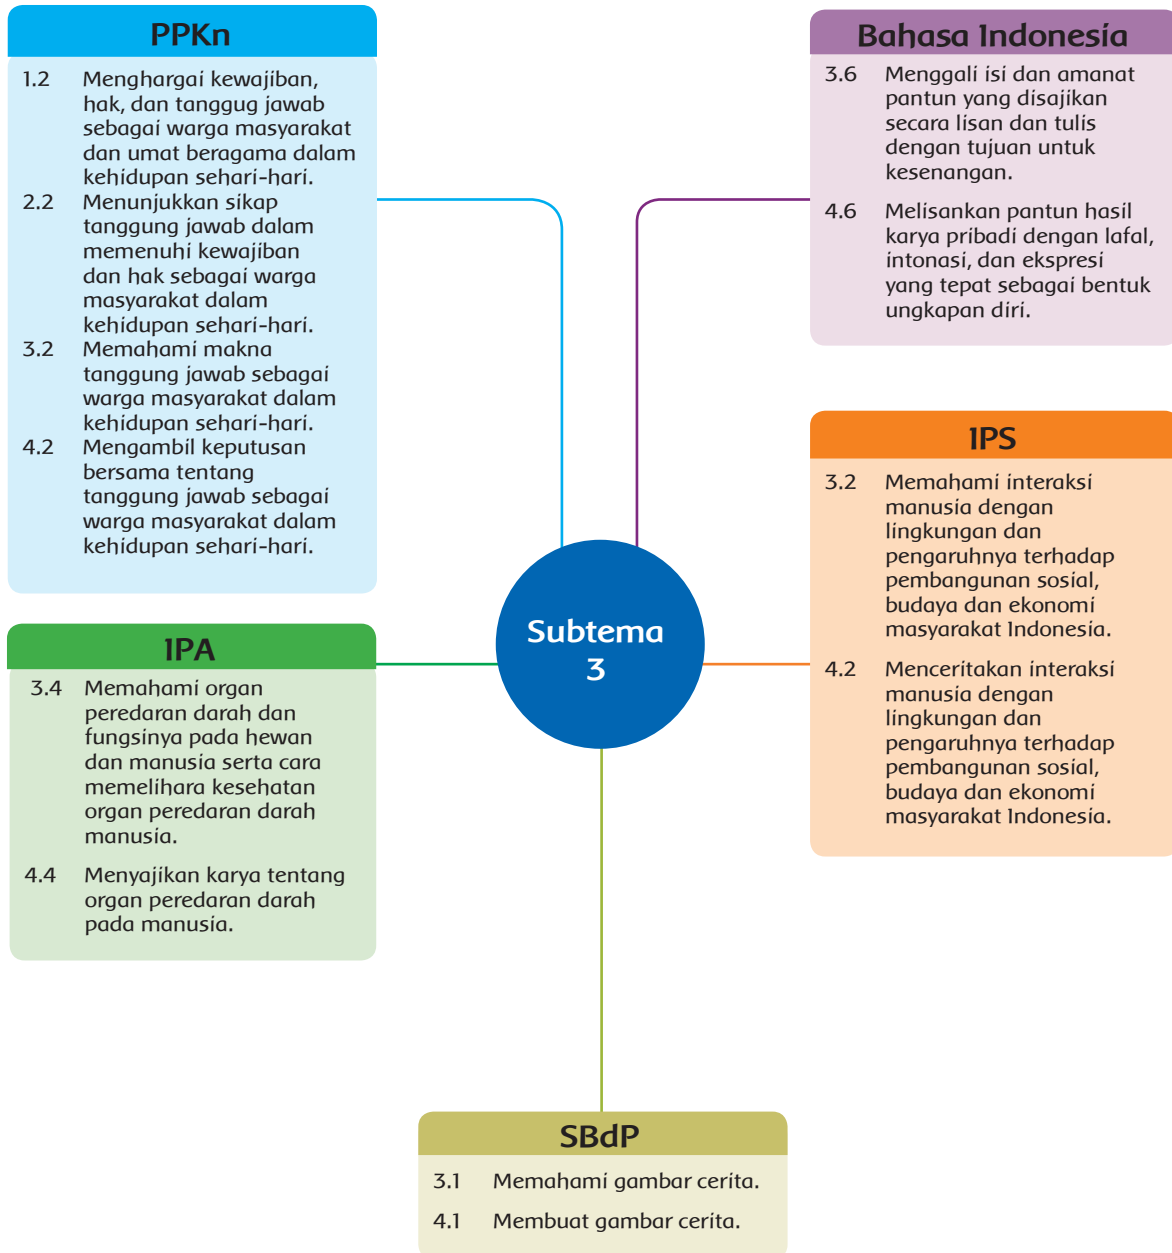 PPKn
1.2 Menghargai kewajiban,
hak, dan tanggug jawab
sebagai warga masyarakat
dan umat beragama dalam
kehidupan sehari-hari.
2.2 Menunjukkan sikap
tanggung jawab dalam
memenuhi kewajiban
dan hak sebagai warga
masyarakat dalam
kehidupan sehari-hari.
3.2 Memahami makna
tanggung jawab sebagai
warga masyarakat dalam
kehidupan sehari-hari.
4.2 Mengambil keputusan
bersama tentang
tanggung jawab sebagai
warga masyarakat dalam
kehidupan sehari-hari.
Bahasa Indonesia
3.6 Menggali isi dan amanat
pantun yang disajikan
secara lisan dan tulis
dengan tujuan untuk
kesenangan.
4.6 Melisankan pantun hasil
karya pribadi dengan lafal,
intonasi, dan ekspresi
yang tepat sebagai bentuk
ungkapan diri.
IPS
3.2 Memahami interaksi
manusia dengan
lingkungan dan
pengaruhnya terhadap
pembangunan sosial,
budaya dan ekonomi
masyarakat Indonesia.
4.2 Menceritakan interaksi
manusia dengan
lingkungan dan
pengaruhnya terhadap
pembangunan sosial,
budaya dan ekonomi
masyarakat Indonesia.
Subtema
3
IPA
3.4 Memahami organ
peredaran darah dan
fungsinya pada hewan
dan manusia serta cara
memelihara kesehatan
organ peredaran darah
manusia.
4.4 Menyajikan karya tentang
organ peredaran darah
pada manusia.
SBdP
3.1 Memahami gambar cerita.
4.1 Membuat gambar cerita.